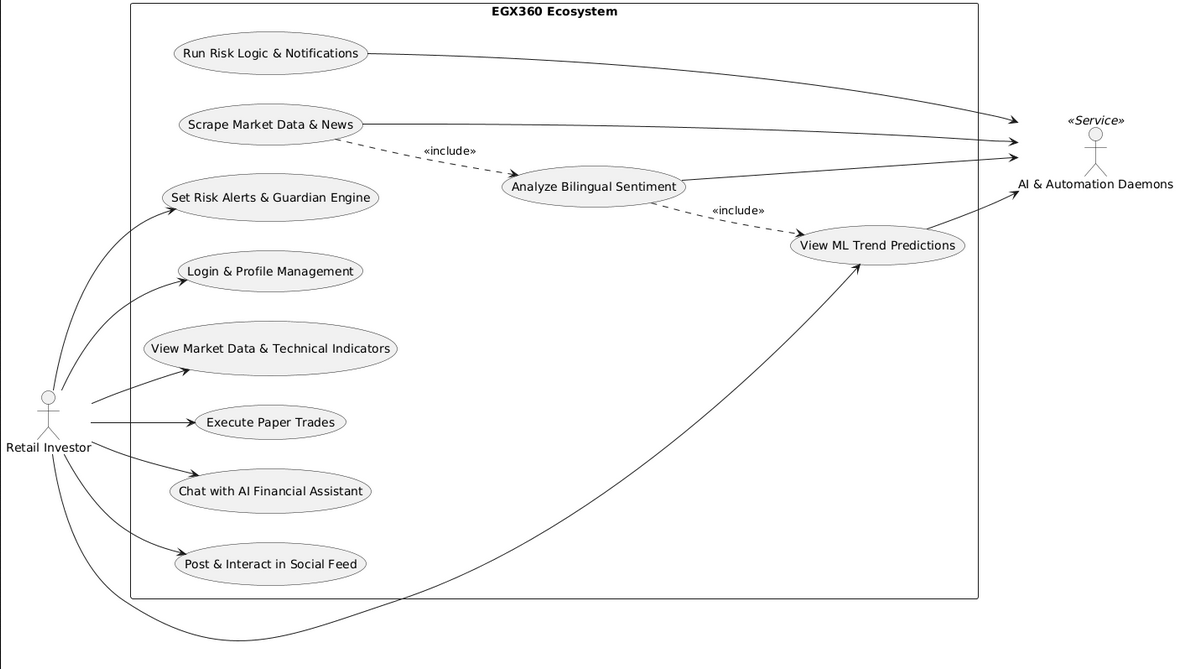 EGX360 Ecosystem
Run Risk Logic & Notifications
Scrape Market Data & News
«include»
Analyze Bilingual Sentiment
«include»
View ML Trend Predictions
«Service»
AI & Automation Daemons
Set Risk Alerts & Guardian Engine
Login & Profile Management
View Market Data & Technical Indicators
Retail Investor
Execute Paper Trades
Chat with AI Financial Assistant
Post & Interact in Social Feed